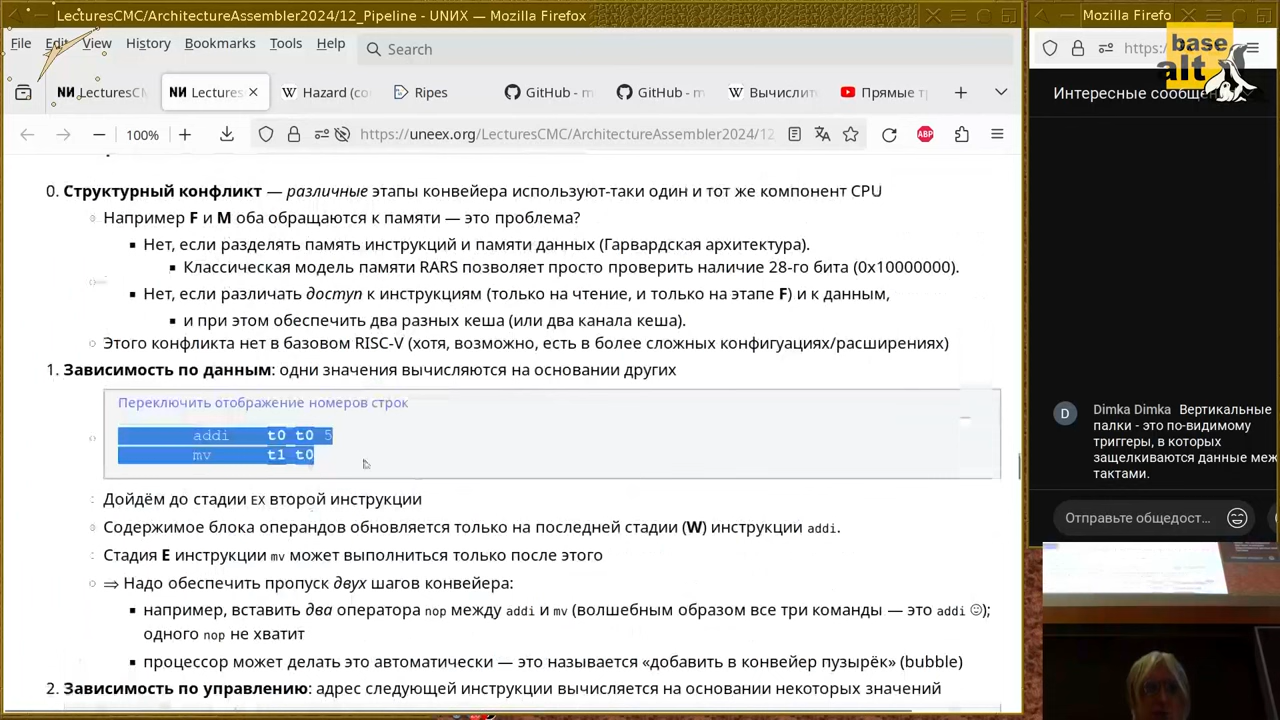 LecturesCMC/ArchitectureAssembler2024/12_Pipeline - UNИX — Mozilla Firefox
Mozilla Firefo
File Edit View History Bookmarks Tools Help
Search
base
alt
https:
NИ LecturesCM
NИ Lectures
W Hazard (co
Ripes
GitHub - m
GitHub - m
W Вычислит
Прямые т
Интересные сообщен
100%
https://uneex.org/LecturesCMC/ArchitectureAssembler2024/12
ABP
0. Структурный конфликт — различные этапы конвейера используют-таки один и тот же компонент CPU
Например F и M оба обращаются к памяти — это проблема?
Нет, если разделять память инструкций и памяти данных (Гарвардская архитектура).
Классическая модель памяти RARS позволяет просто проверить наличие 28-го бита (0x10000000).
Нет, если различать доступ к инструкциям (только на чтение, и только на этапе F) и к данным,
и при этом обеспечить два разных кеша (или два канала кеша).
Этого конфликта нет в базовом RISC-V (хотя, возможно, есть в более сложных конфигуациях/расширениях)
1. Зависимость по данным: одни значения вычисляются на основании других
Переключить отображение номеров строк
addi t0 t0 5
mv t1 t0
Дойдём до стадии EX второй инструкции
Содержимое блока операндов обновляется только на последней стадии (W) инструкции addi.
Стадия E инструкции mv может выполниться только после этого
⇒ Надо обеспечить пропуск двух шагов конвейера:
например, вставить два оператора nop между addi и mv (волшебным образом все три команды — это addi ☺);
одного nop не хватит
процессор может делать это автоматически — это называется «добавить в конвейер пузырёк» (bubble)
2. Зависимость по управлению: адрес следующей инструкции вычисляется на основании некоторых значений
D
Dimka Dimka Вертикальные
палки - это по-видимому
триггеры, в которых
защелкиваются данные меж
тактами.
Отправьте общедост...